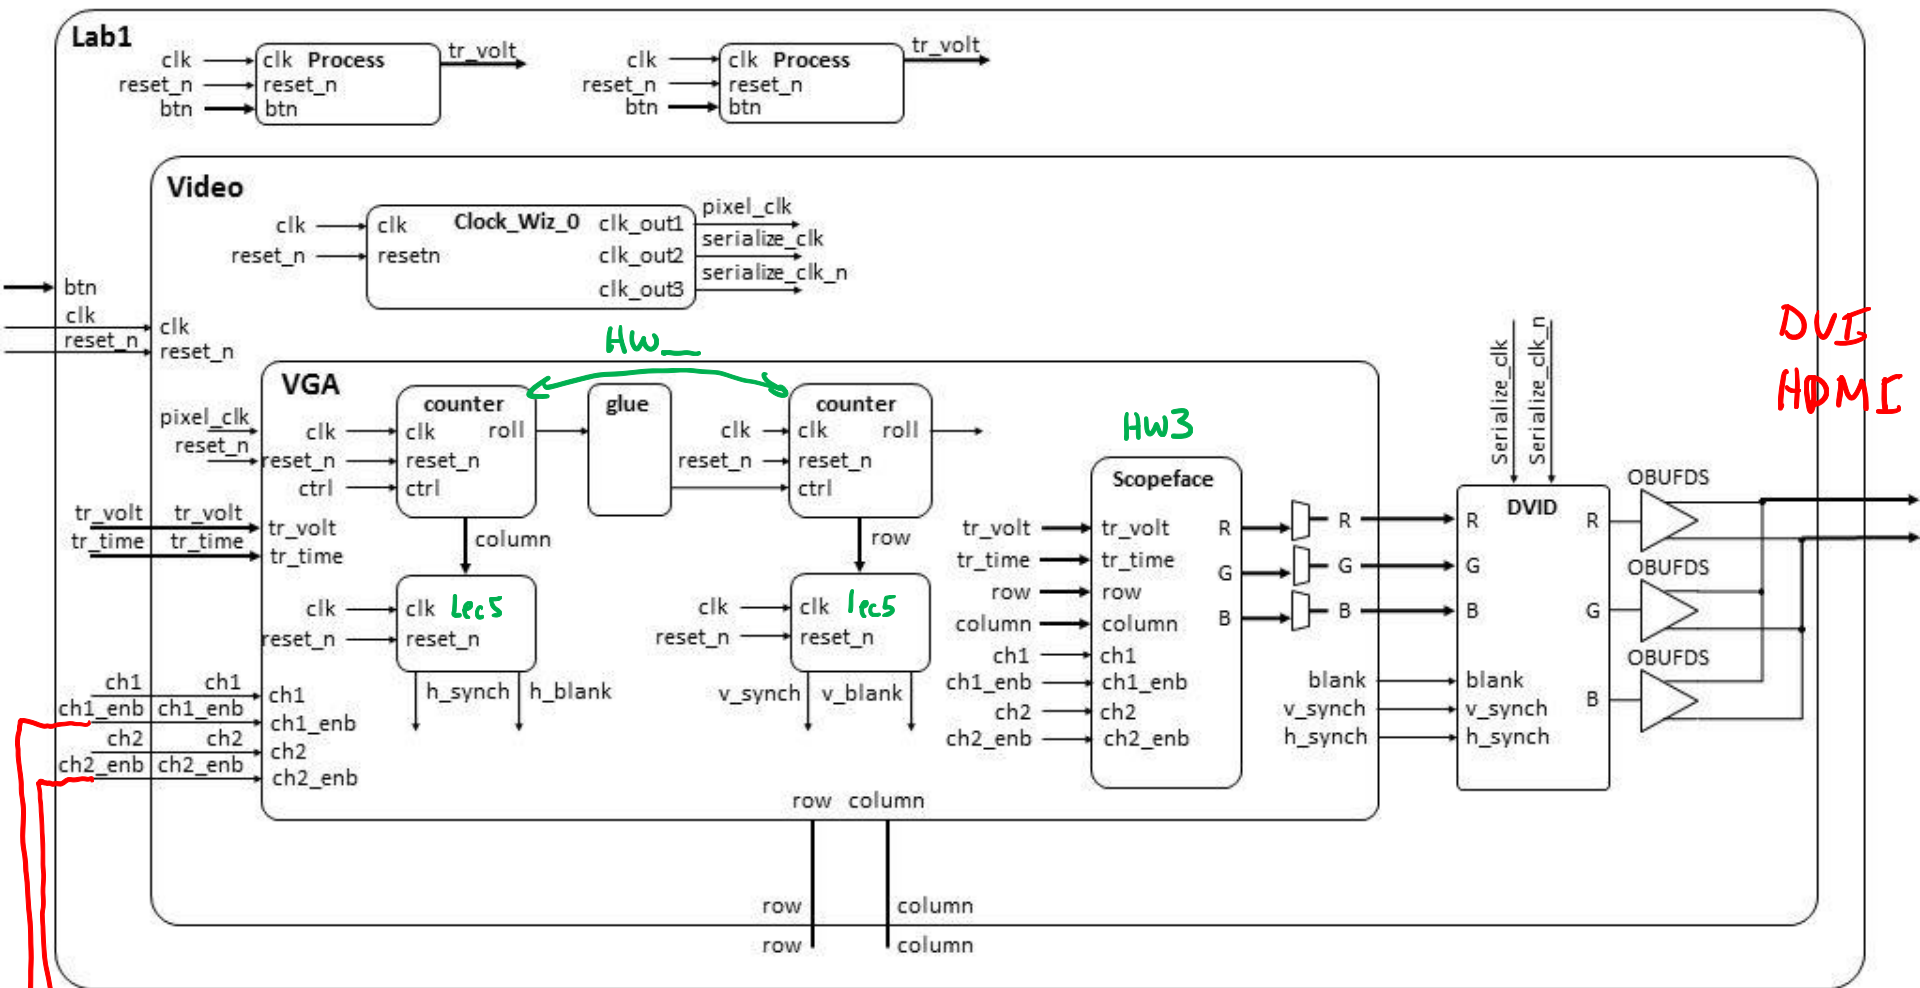 Lab1
clk
reset_n
btn
clk Process
reset_n
btn
tr_volt
clk
reset_n
btn
clk Process
reset_n
btn
tr_volt
Video
clk
reset_n
clk Clock_Wiz_0 clk_out1
resetn clk_out2
clk_out3
pixel_clk
serialize_clk
serialize_clk_n
btn
clk
reset_n
clk
reset_n
HW__
DVI
HDMI
VGA
pixel_clk
reset_n
clk
reset_n
ctrl
counter
clk roll
reset_n
ctrl
glue
clk
reset_n
counter
clk roll
reset_n
ctrl
tr_volt tr_volt tr_volt
tr_time tr_time tr_time
column
row
clk
reset_n
clk Lec5
reset_n
h_synch h_blank
clk
reset_n
clk lec5
reset_n
v_synch v_blank
ch1 ch1 ch1
ch1_enb ch1_enb ch1_enb
ch2 ch2 ch2
ch2_enb ch2_enb ch2_enb
HW3
Scopeface
tr_volt tr_volt R R
tr_time tr_time G G
row row
column column B B
ch1 ch1
ch1_enb ch1_enb
ch2 ch2
ch2_enb ch2_enb
Serialize_clk
Serialize_clk_n
DVID
R R
G G
B B
blank blank
v_synch v_synch
h_synch h_synch
OBUFDS
OBUFDS
OBUFDS
row column
row column
row column